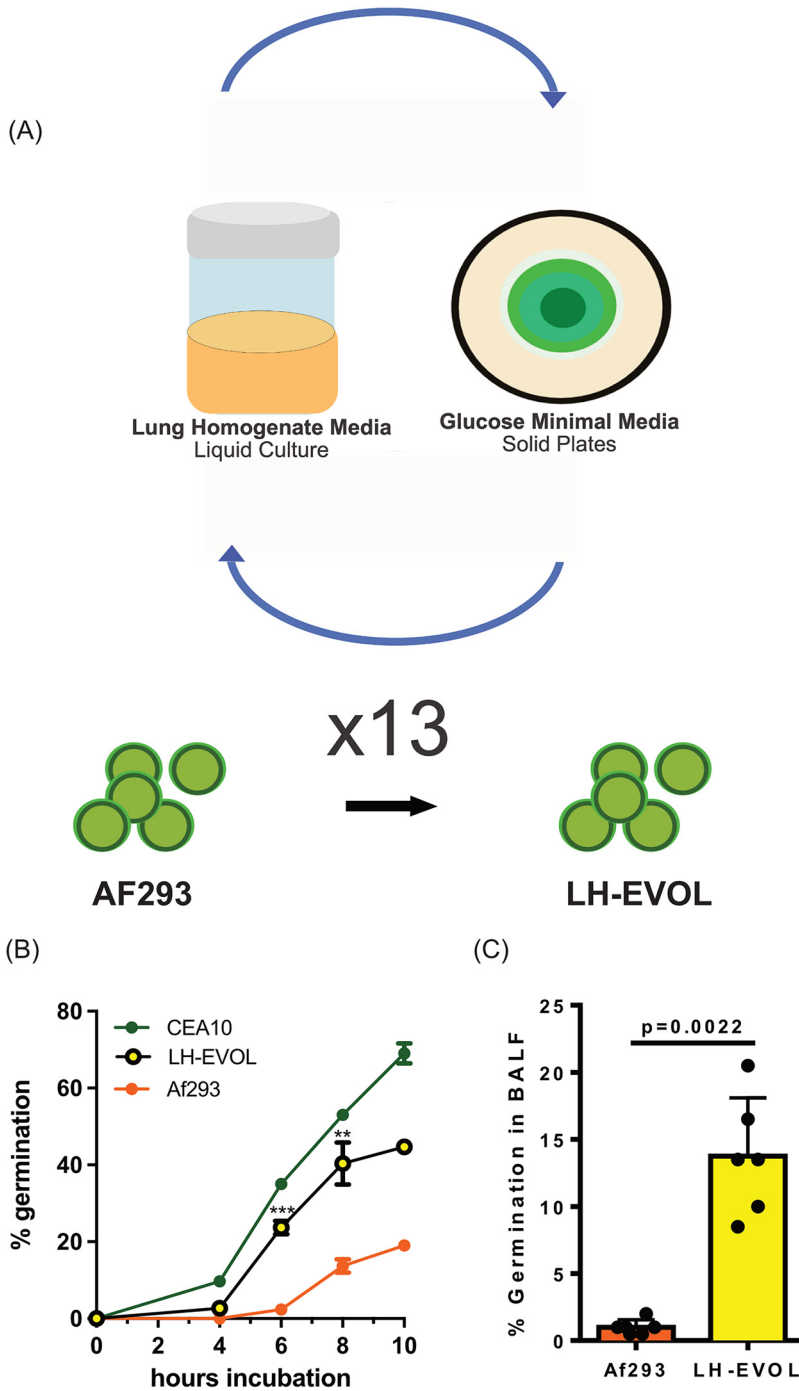 (A)
Lung Homogenate Media
Liquid Culture
Glucose Minimal Media
Solid Plates
x13
AF293
LH-EVOL
(B)
80
60
40
20
0
% germination
CEA10
LH-EVOL
Af293
***
**
0
2
4
6
8
10
hours incubation
(C)
25
20
15
10
5
0
% Germination in BALF
p=0.0022
Af293
LH-EVOL